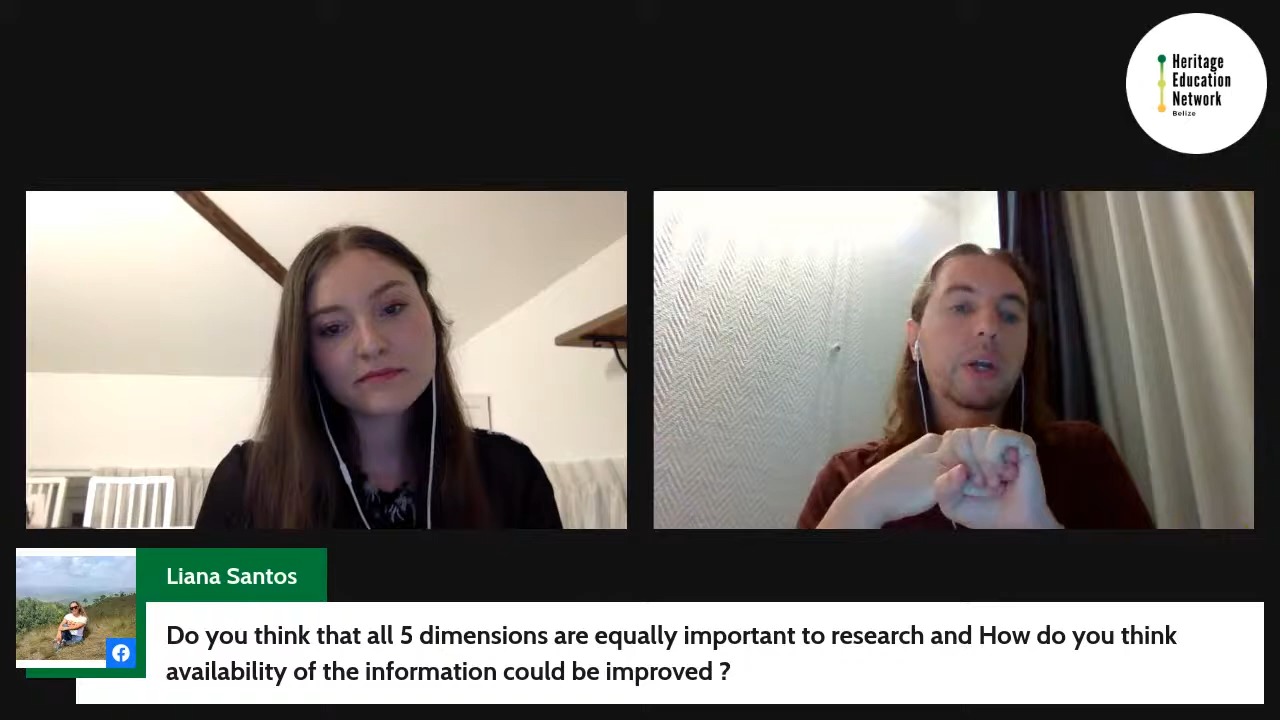 Heritage
Education
Network
Belize
Liana Santos
Do you think that all 5 dimensions are equally important to research and How do you think
availability of the information could be improved ?